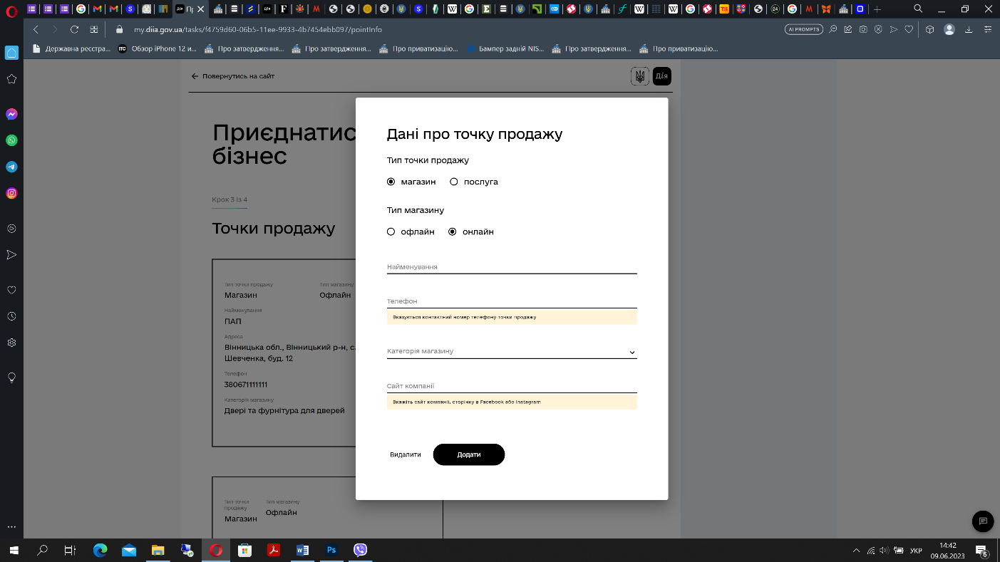 my.diia.gov.ua/tasks/f4759d60-06b5-11ee-9933-4b7454ebb097/pointInfo
AI PROMPTS
Державна реєстра...
Обзор iPhone 12 и...
Про затвердження...
Про затвердження...
Про приватизацію...
Бампер задній NIS...
Про затвердження...
Про приватизацію...
Повернутись на сайт
Дія
Приєднатис
бізнес
Крок 3 із 4
Точки продажу
Тип точки продажу
Тип магазину
Магазин
Офлайн
Найменування
ПАП
Адреса
Вінницька обл., Вінницький р-н, с.
Шевченка, буд. 12
Телефон
380671111111
Категорія магазину
Двері та фурнітура для дверей
Тип точки
продажу
Магазин
Тип магазину
Офлайн
Дані про точку продажу
Тип точки продажу
магазин
послуга
Тип магазину
офлайн
онлайн
Найменування
Телефон
Вказується контактний номер телефону точки продажу
Категорія магазину
Сайт компанії
Вкажіть сайт компанії, сторінку в Facebook або Instagram
Видалити
Додати
УКР
14:42
09.06.2023
6